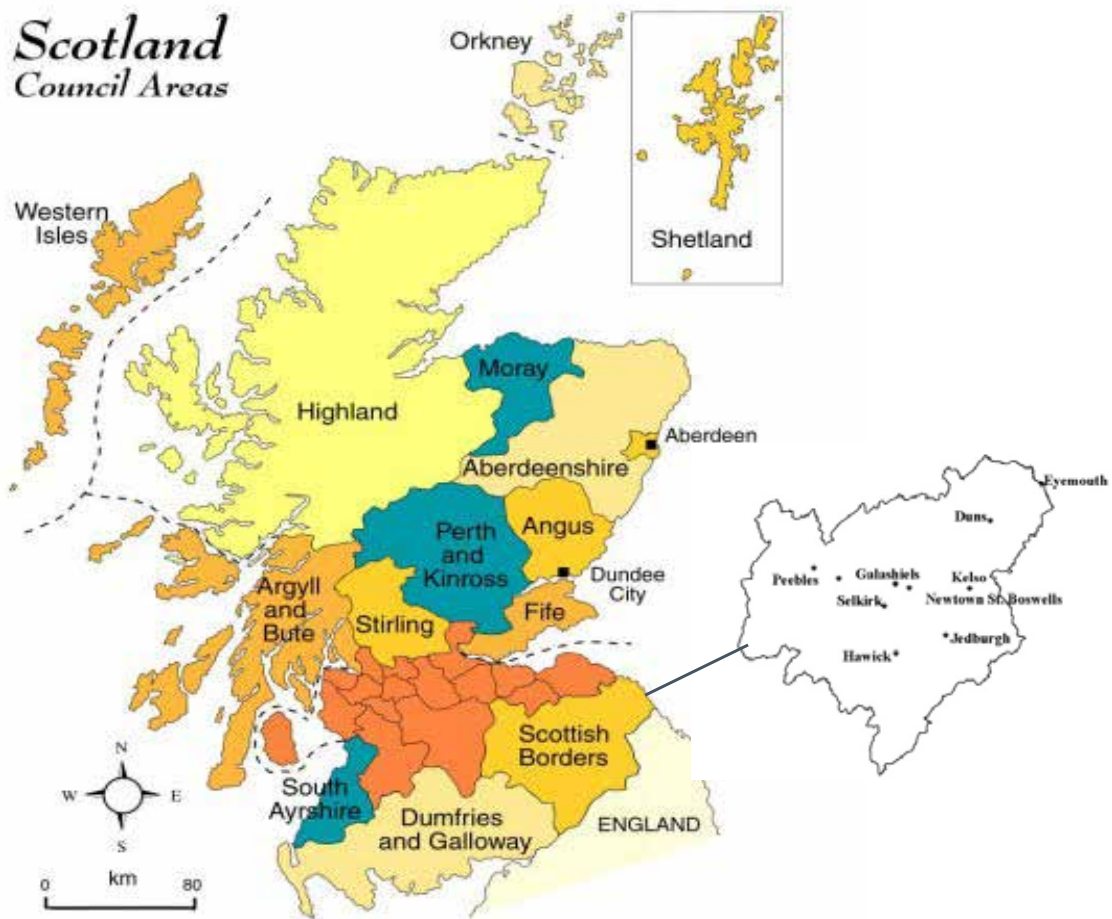 Scotland
Council Areas
Orkney
Western
Isles
Shetland
Moray
Highland
Aberdeen
Aberdeenshire
Eyemouth
Duns
Perth
and
Kinross
Angus
Peebles
Galashiels
Kelso
Selkirk
Newtown St. Boswells
Jedburgh
Hawick
Dundee
City
Argyll
and
Bute
Stirling
Fife
Scottish
Borders
N
W
E
S
South
Ayrshire
Dumfries
and Galloway
ENGLAND
km
0
80